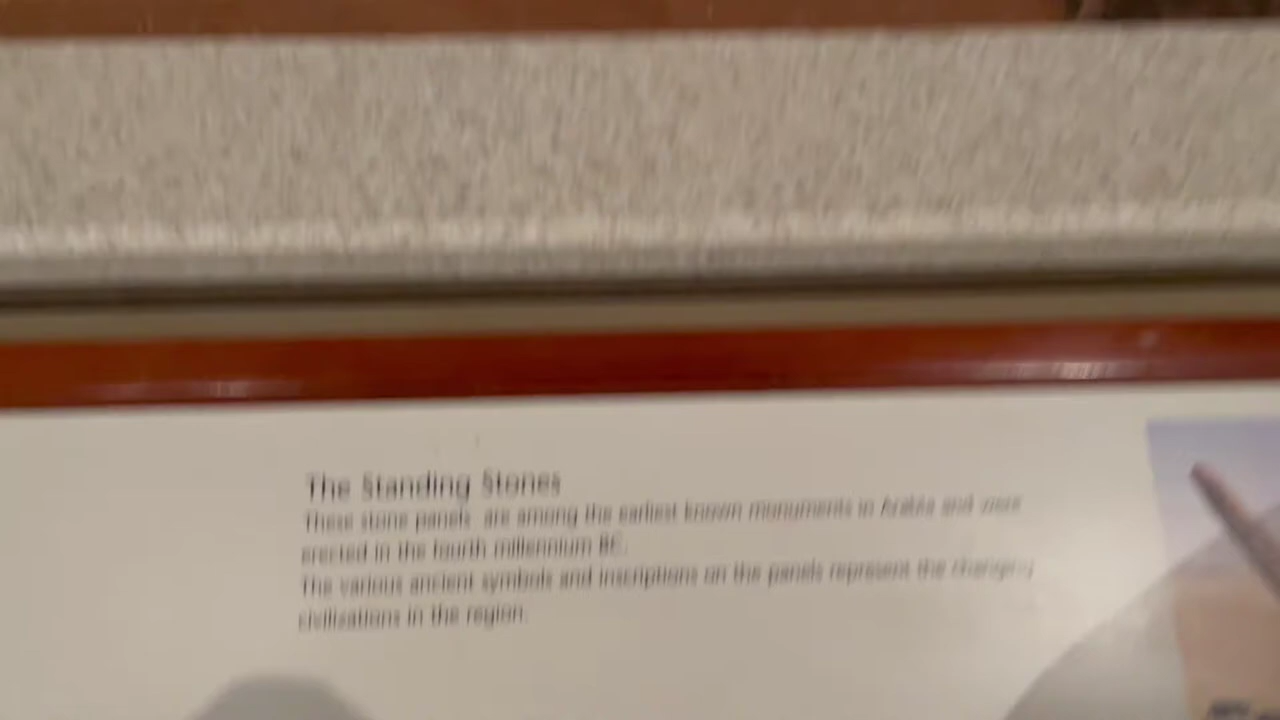 The Standing Stones
These stone panels are among the earliest known monuments in Arabia and were
erected in the fourth millennium BC.
The various ancient symbols and inscriptions on the panels represent the changing
civilizations in the region.